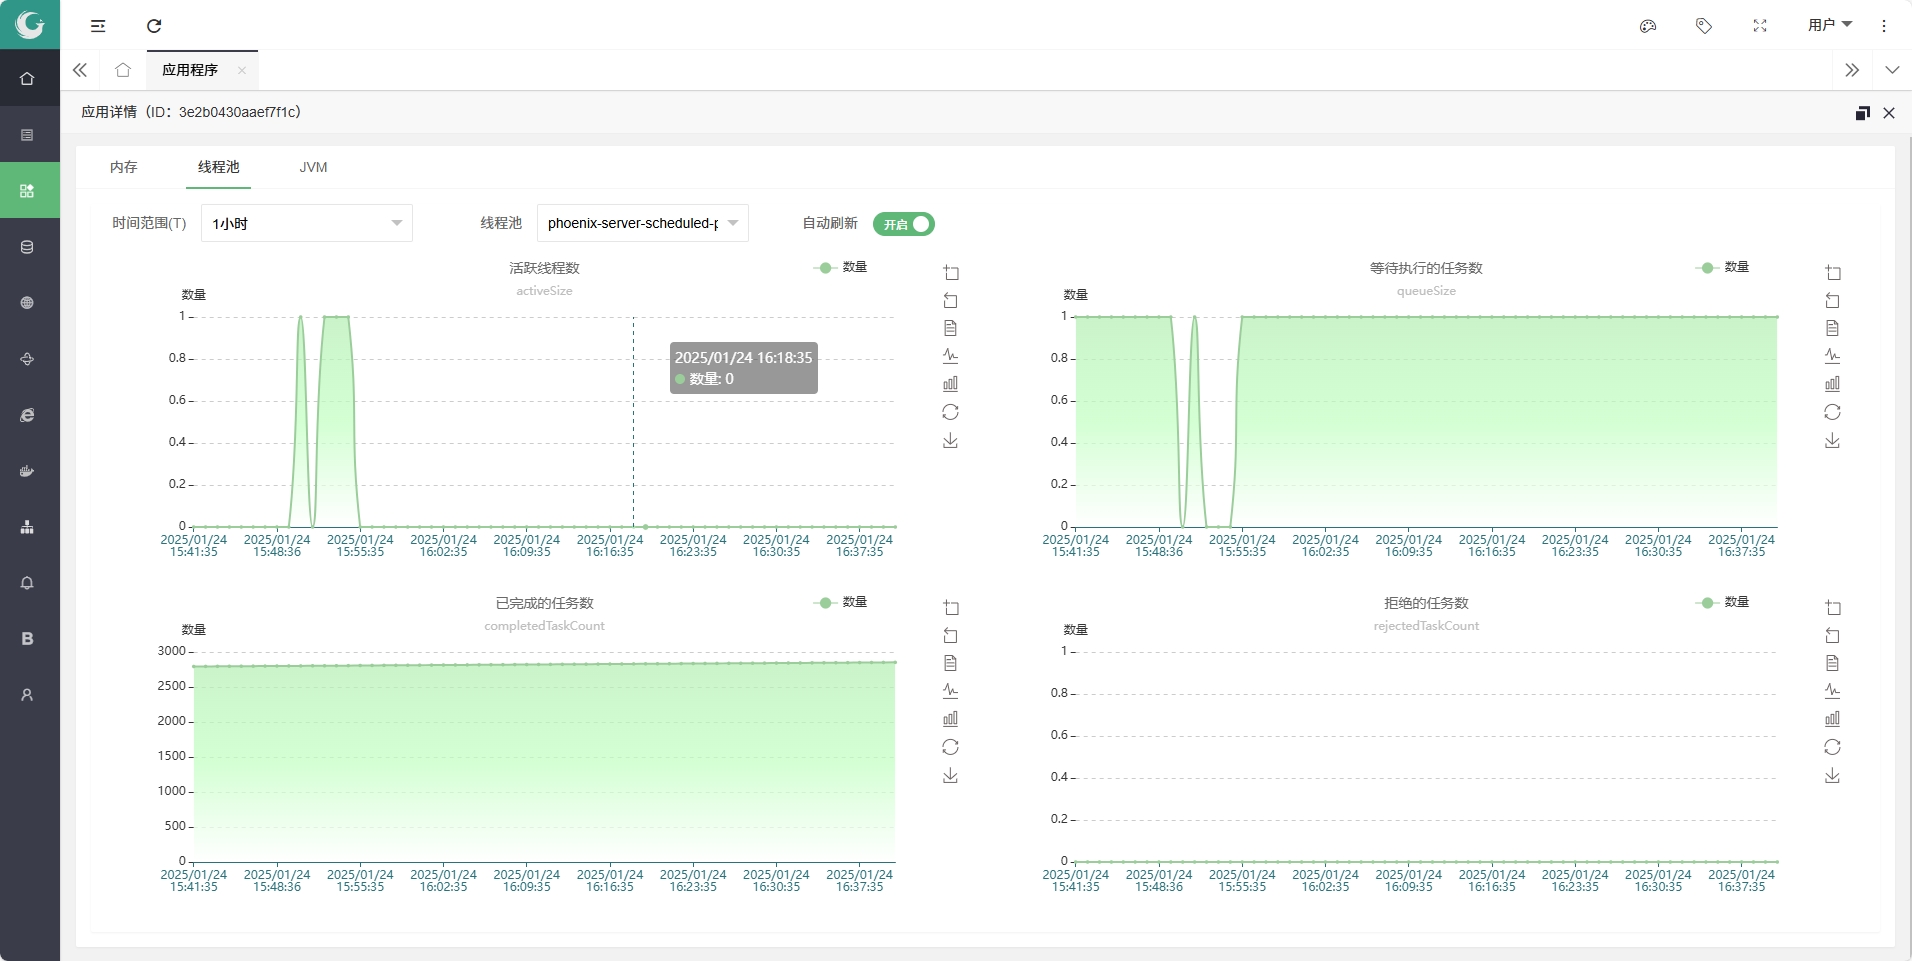 用户
应用程序
应用详情（ID：3e2b0430aaef7f1c）
内存 线程池 JVM
时间范围(T) 1小时 线程池 phoenix-server-scheduled-p 自动刷新 开启
活跃线程数
activeSize
数量
数量
1
0.8
0.6
0.4
0.2
0
2025/01/24 16:18:35
数量: 0
2025/01/24 2025/01/24 2025/01/24 2025/01/24 2025/01/24 2025/01/24 2025/01/24 2025/01/24 2025/01/24
15:41:35 15:48:36 15:55:35 16:02:35 16:09:35 16:16:35 16:23:35 16:30:35 16:37:35
等待执行的任务数
queueSize
数量
数量
1
0.8
0.6
0.4
0.2
0
2025/01/24 2025/01/24 2025/01/24 2025/01/24 2025/01/24 2025/01/24 2025/01/24 2025/01/24 2025/01/24
15:41:35 15:48:36 15:55:35 16:02:35 16:09:35 16:16:35 16:23:35 16:30:35 16:37:35
已完成的任务数
completedTaskCount
数量
数量
3000
2500
2000
1500
1000
500
0
2025/01/24 2025/01/24 2025/01/24 2025/01/24 2025/01/24 2025/01/24 2025/01/24 2025/01/24 2025/01/24
15:41:35 15:48:36 15:55:35 16:02:35 16:09:35 16:16:35 16:23:35 16:30:35 16:37:35
拒绝的任务数
rejectedTaskCount
数量
数量
1
0.8
0.6
0.4
0.2
0
2025/01/24 2025/01/24 2025/01/24 2025/01/24 2025/01/24 2025/01/24 2025/01/24 2025/01/24 2025/01/24
15:41:35 15:48:36 15:55:35 16:02:35 16:09:35 16:16:35 16:23:35 16:30:35 16:37:35